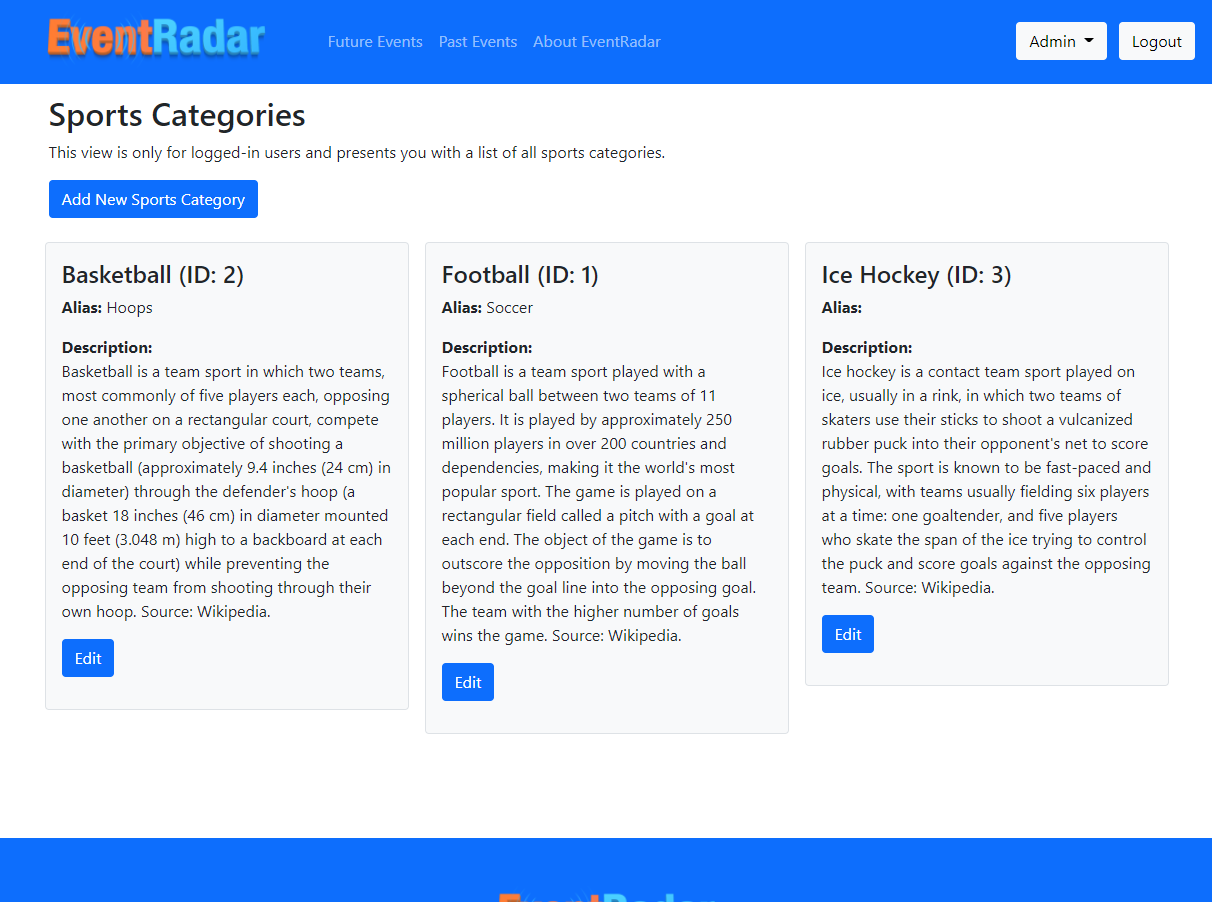 EventRadar
Future Events
Past Events
About EventRadar
Admin
Logout
Sports Categories
This view is only for logged-in users and presents you with a list of all sports categories.
Add New Sports Category
Basketball (ID: 2)
Alias: Hoops
Description:
Basketball is a team sport in which two teams,
most commonly of five players each, opposing
one another on a rectangular court, compete
with the primary objective of shooting a
basketball (approximately 9.4 inches (24 cm) in
diameter) through the defender's hoop (a
basket 18 inches (46 cm) in diameter mounted
10 feet (3.048 m) high to a backboard at each
end of the court) while preventing the
opposing team from shooting through their
own hoop. Source: Wikipedia.
Edit
Football (ID: 1)
Alias: Soccer
Description:
Football is a team sport played with a
spherical ball between two teams of 11
players. It is played by approximately 250
million players in over 200 countries and
dependencies, making it the world's most
popular sport. The game is played on a
rectangular field called a pitch with a goal at
each end. The object of the game is to
outscore the opposition by moving the ball
beyond the goal line into the opposing goal.
The team with the higher number of goals
wins the game. Source: Wikipedia.
Edit
Ice Hockey (ID: 3)
Alias:
Description:
Ice hockey is a contact team sport played on
ice, usually in a rink, in which two teams of
skaters use their sticks to shoot a vulcanized
rubber puck into their opponent's net to score
goals. The sport is known to be fast-paced and
physical, with teams usually fielding six players
at a time: one goaltender, and five players
who skate the span of the ice trying to control
the puck and score goals against the opposing
team. Source: Wikipedia.
Edit
EventRadar